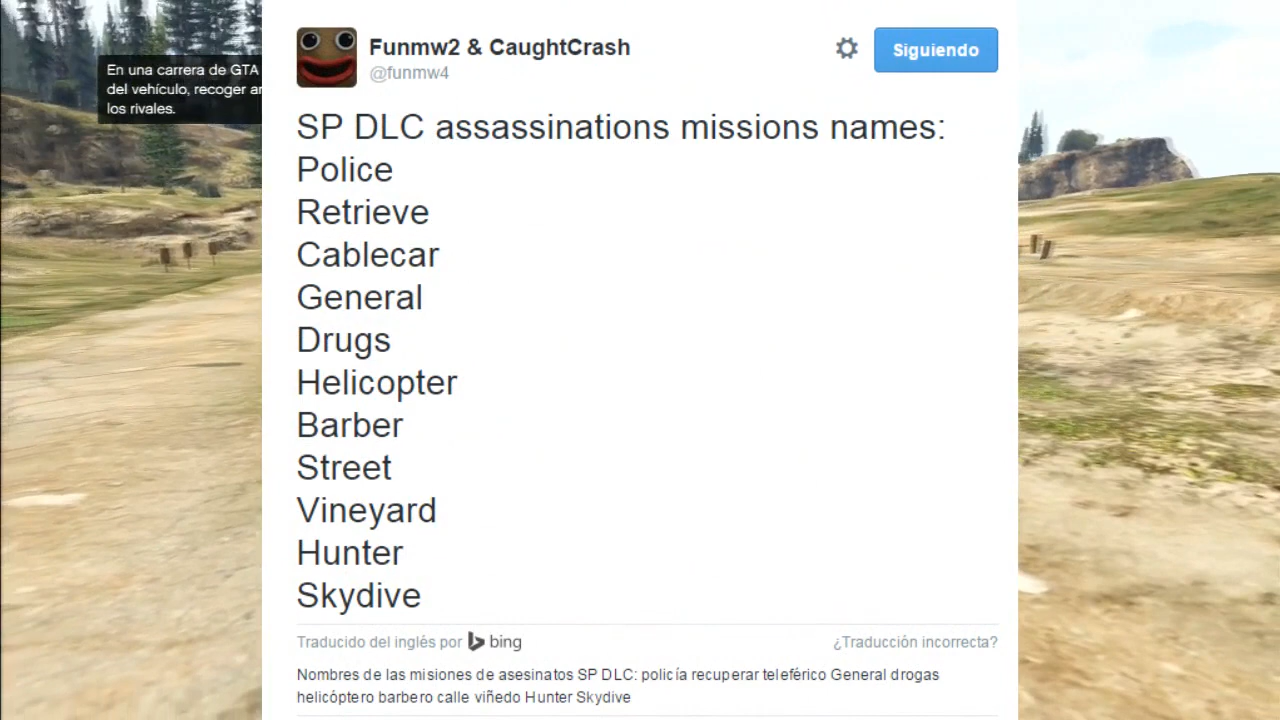 En una carrera de GTA
del vehículo, recoger
los rivales.
Funmw2 & CaughtCrash
@funmw4
Siguiendo
SP DLC assassinations missions names:
Police
Retrieve
Cablecar
General
Drugs
Helicopter
Barber
Street
Vineyard
Hunter
Skydive
Traducido del inglés por bing
¿Traducción incorrecta?
Nombres de las misiones de asesinatos SP DLC: policía recuperar teleférico General drogas
helicóptero barbero calle viñedo Hunter Skydive